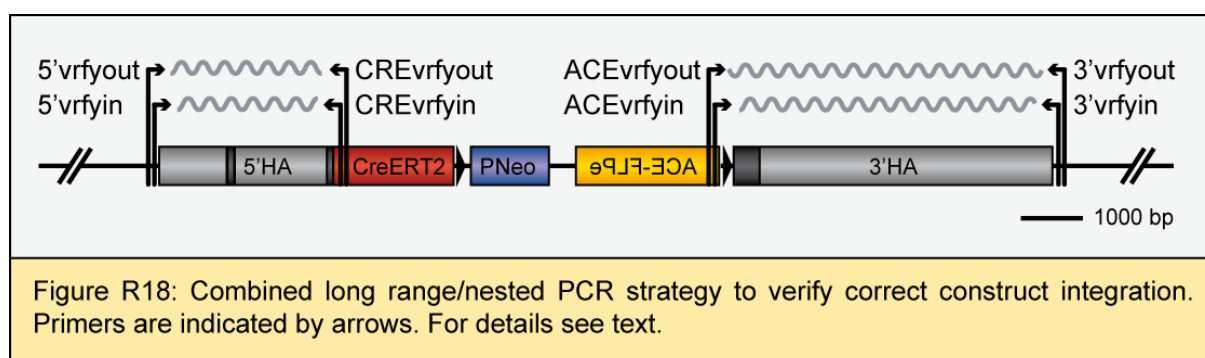 5'vrfyout CREvrfyout ACEvrfyout 3'vrfyout
5'vrfyin CREvrfyin ACEvrfyin 3'vrfyin
5'HA CreERT2 PNeo ACE-FLPe 3'HA
1000 bp
Figure R18: Combined long range/nested PCR strategy to verify correct construct integration.
Primers are indicated by arrows. For details see text.